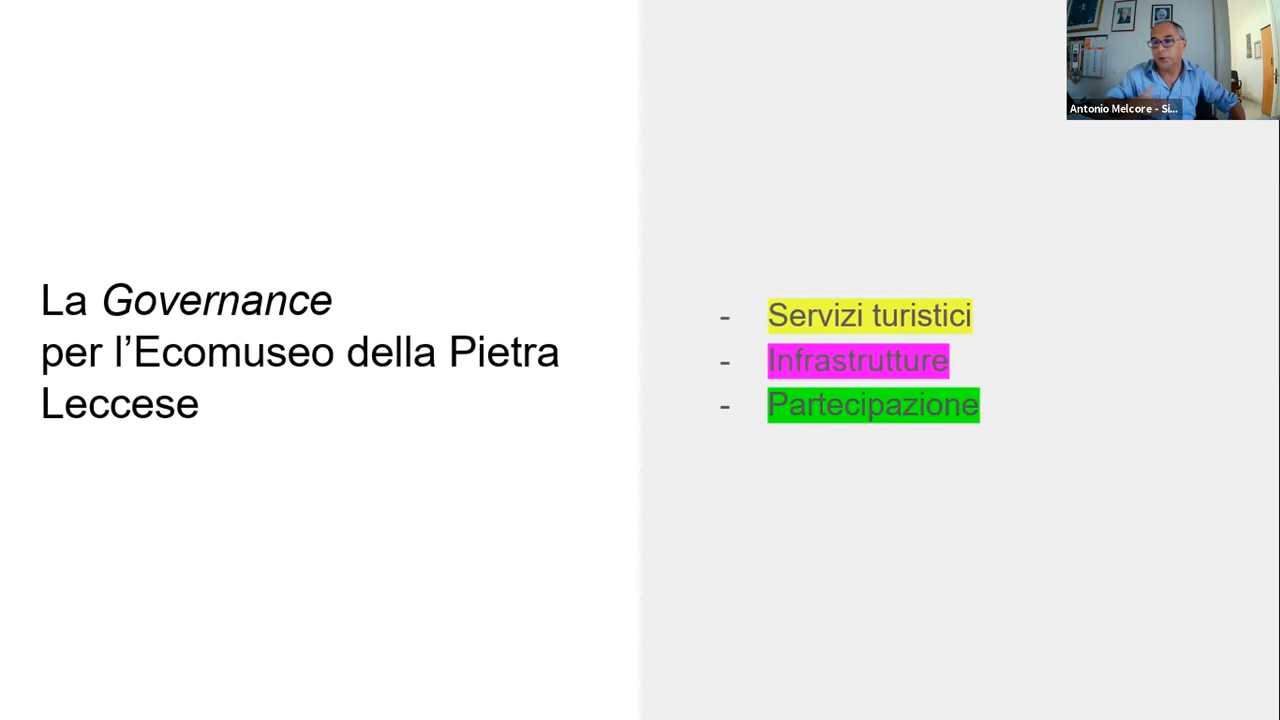 La Governance
per l’Ecomuseo della Pietra
Leccese
- Servizi turistici
- Infrastrutture
- Partecipazione
Antonio Melcore - Si...